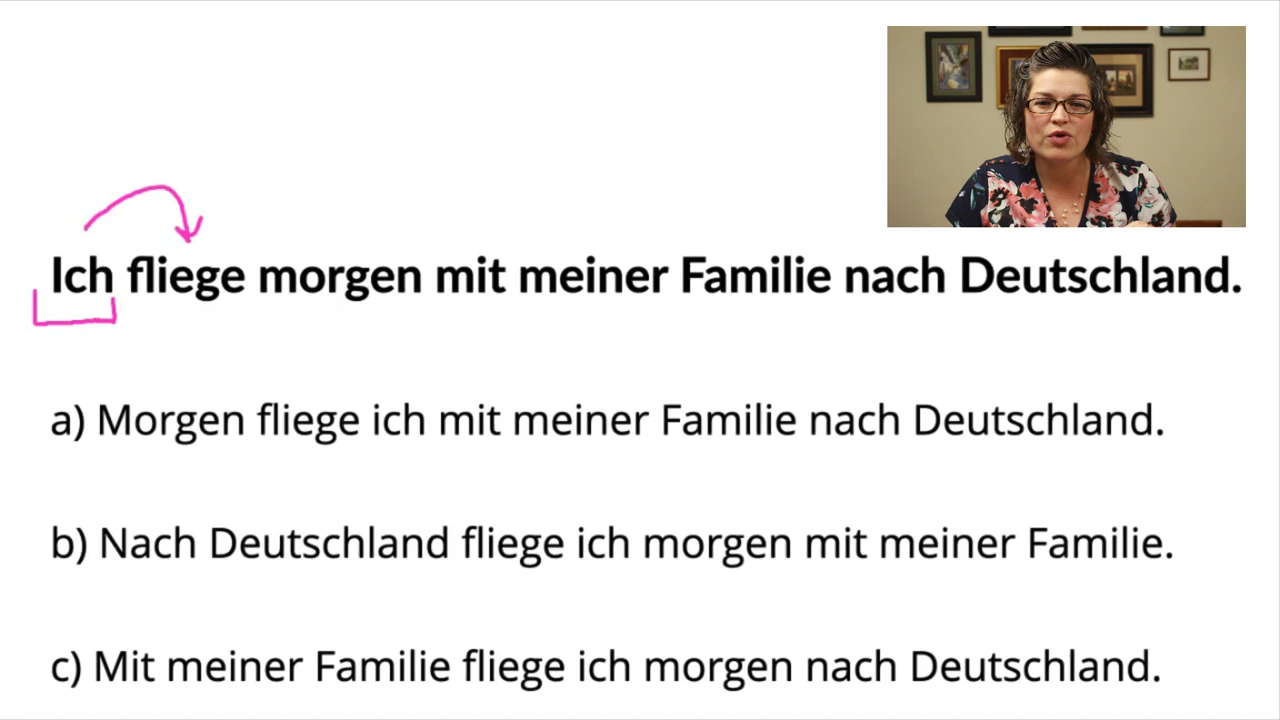 Ich fliege morgen mit meiner Familie nach Deutschland.
a) Morgen fliege ich mit meiner Familie nach Deutschland.
b) Nach Deutschland fliege ich morgen mit meiner Familie.
c) Mit meiner Familie fliege ich morgen nach Deutschland.